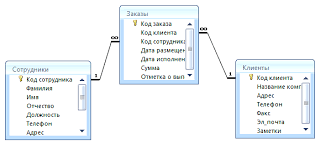 Заказы
Код заказа
Код клиента
Код сотрудника
Дата размещен
Дата исполнен
Сумма
Отметка о вып
∞
∞
1
1
Сотрудники
Код сотрудника
Фамилия
Имя
Отчество
Должность
Телефон
Адрес
Клиенты
Код клиента
Название комп
Адрес
Телефон
Факс
Эл_почта
Заметки